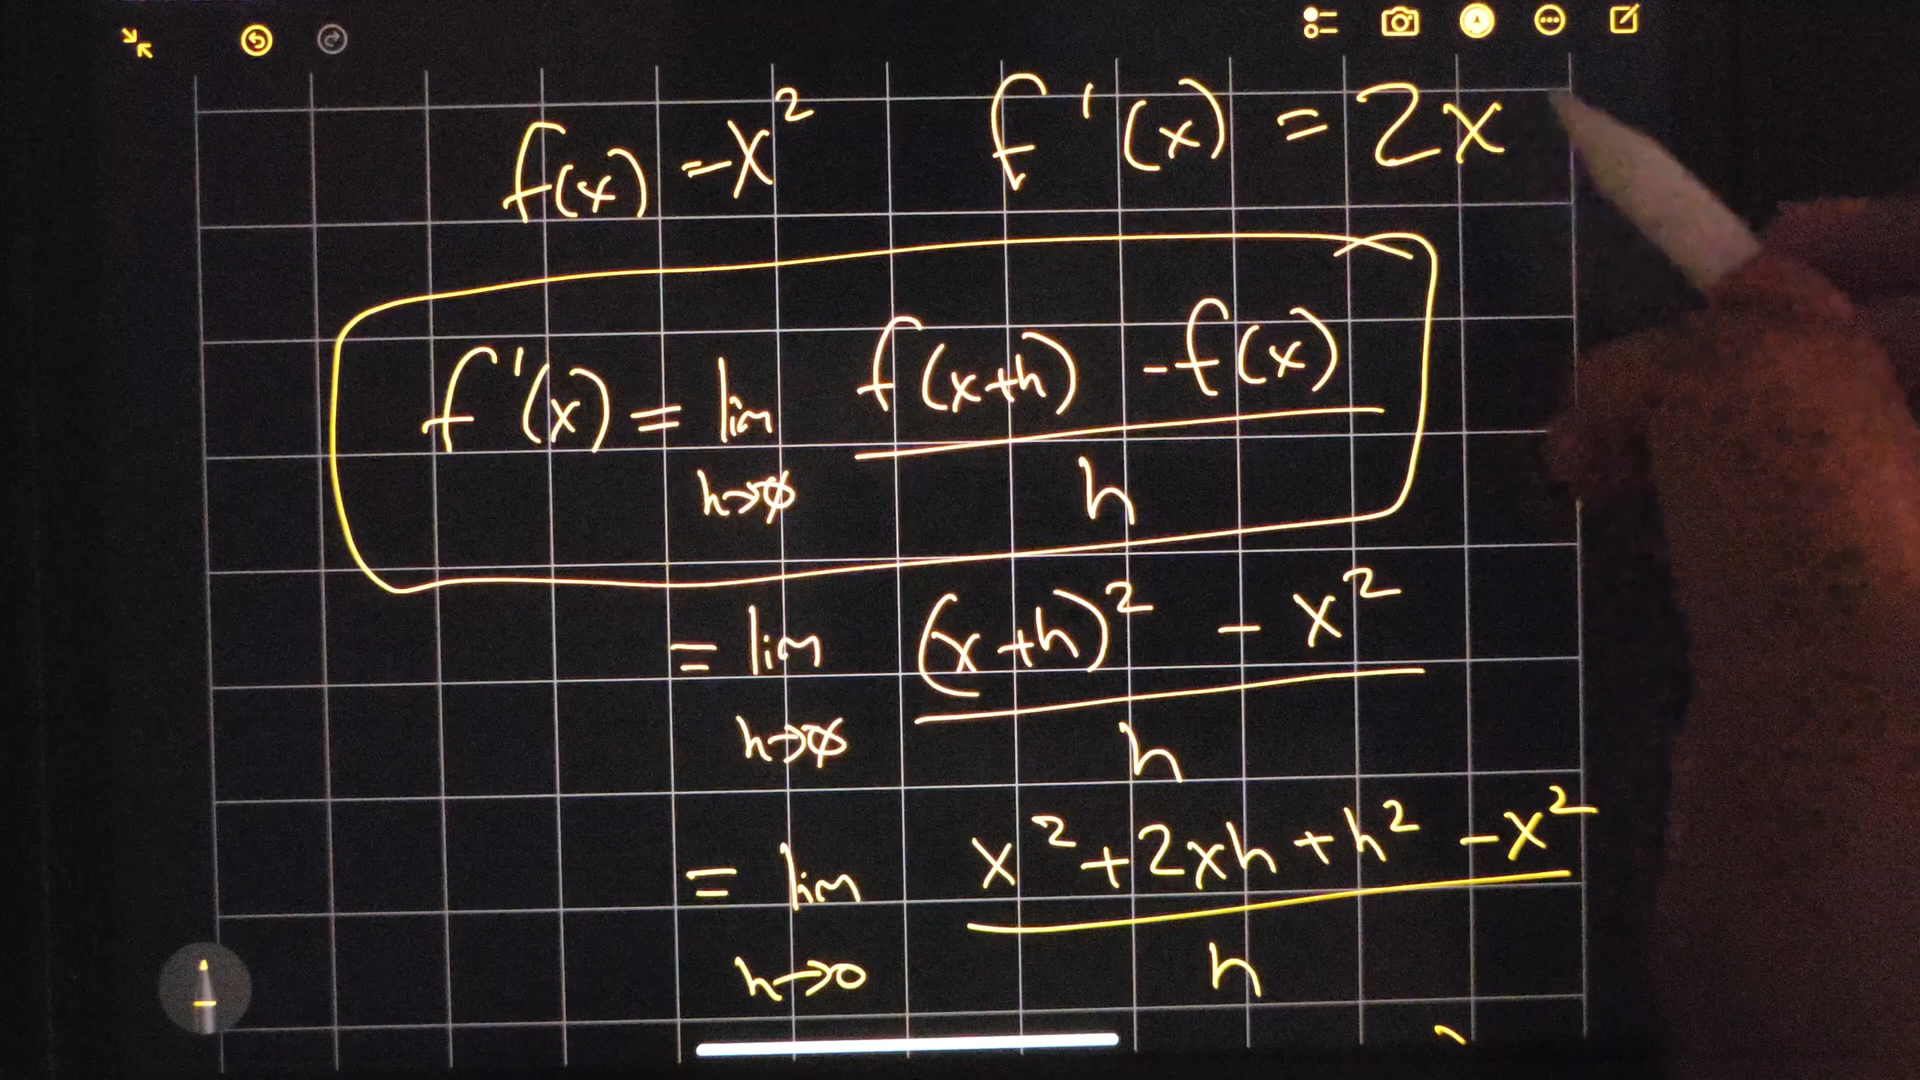 f(x) = x² f'(x) = 2x
f'(x) = lim f(x+h) - f(x)
h→0 h
= lim (x+h)² - x²
h→0 h
= lim x² + 2xh + h² - x²
h→0 h